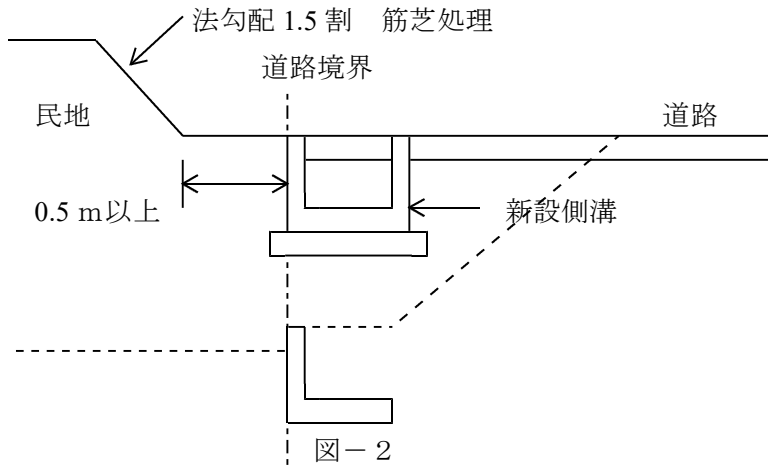 法勾配 1.5 割　筋芝処理
道路境界
民地
道路
0.5 ｍ以上
新設側溝
図－２